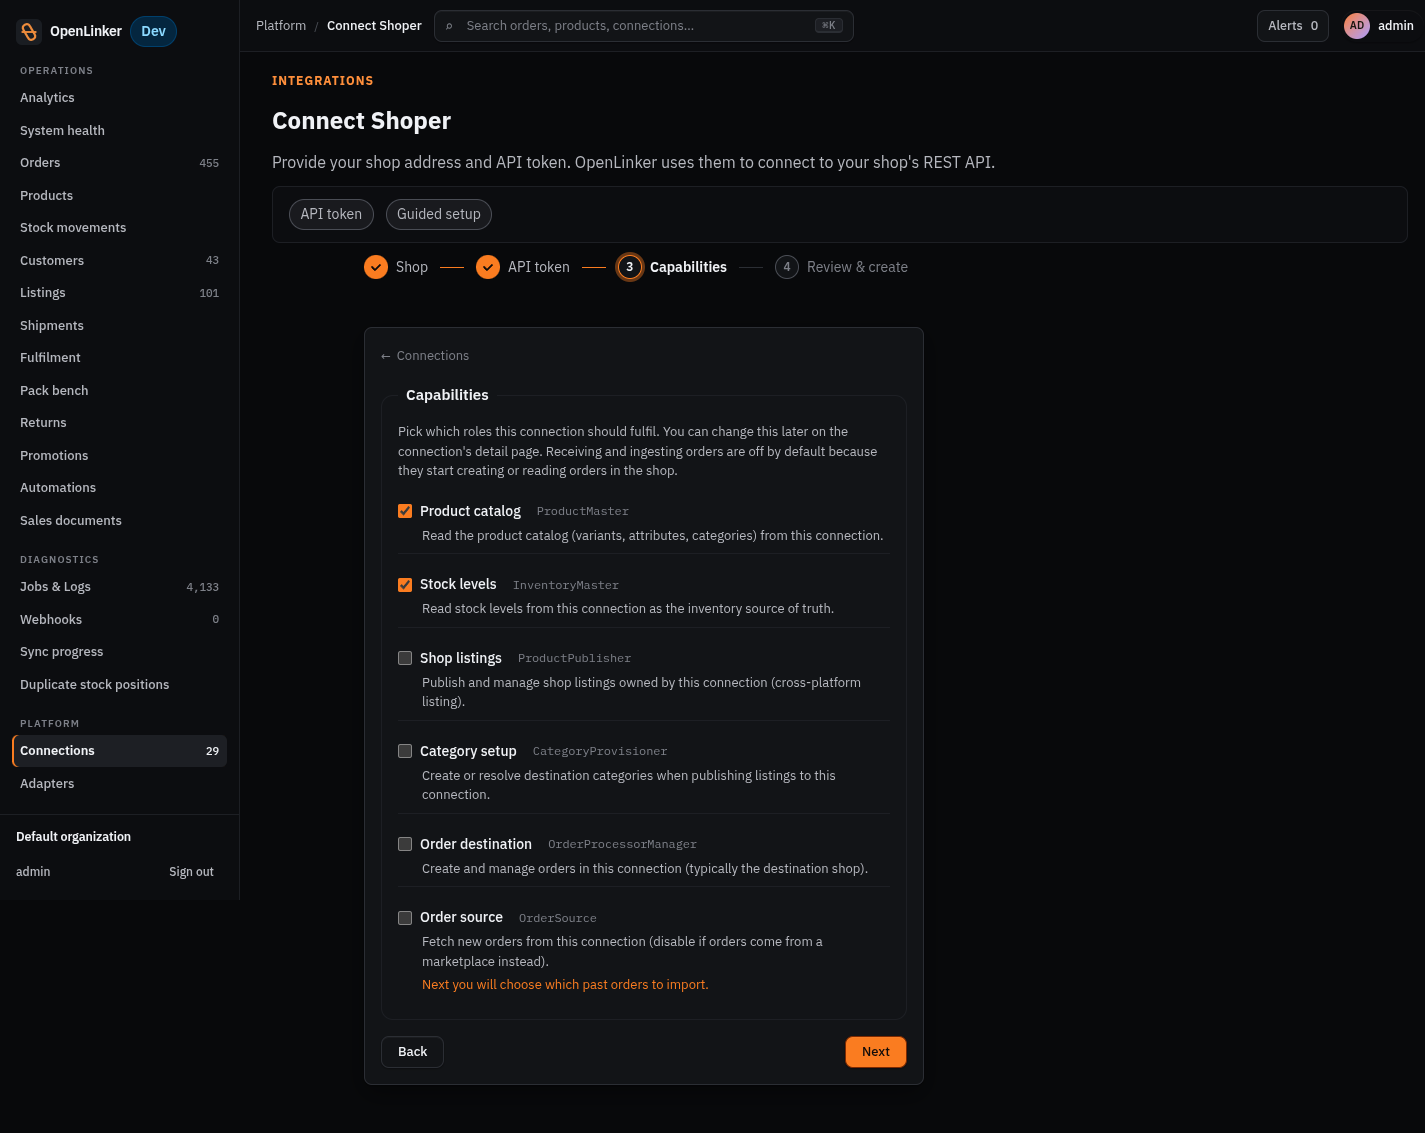 OpenLinker Dev
OPERATIONS
Analytics
System health
Orders 455
Products
Stock movements
Customers 43
Listings 101
Shipments
Fulfilment
Pack bench
Returns
Promotions
Automations
Sales documents
DIAGNOSTICS
Jobs & Logs 4,133
Webhooks 0
Sync progress
Duplicate stock positions
PLATFORM
Connections 29
Adapters
Default organization
admin Sign out
Platform / Connect Shoper
Search orders, products, connections... ⌘K
Alerts 0
AD admin
INTEGRATIONS
Connect Shoper
Provide your shop address and API token. OpenLinker uses them to connect to your shop's REST API.
API token Guided setup
Shop API token 3 Capabilities 4 Review & create
← Connections
Capabilities
Pick which roles this connection should fulfil. You can change this later on the
connection's detail page. Receiving and ingesting orders are off by default because
they start creating or reading orders in the shop.
Product catalog ProductMaster
Read the product catalog (variants, attributes, categories) from this connection.
Stock levels InventoryMaster
Read stock levels from this connection as the inventory source of truth.
Shop listings ProductPublisher
Publish and manage shop listings owned by this connection (cross-platform
listing).
Category setup CategoryProvisioner
Create or resolve destination categories when publishing listings to this
connection.
Order destination OrderProcessorManager
Create and manage orders in this connection (typically the destination shop).
Order source OrderSource
Fetch new orders from this connection (disable if orders come from a
marketplace instead).
Next you will choose which past orders to import.
Back Next